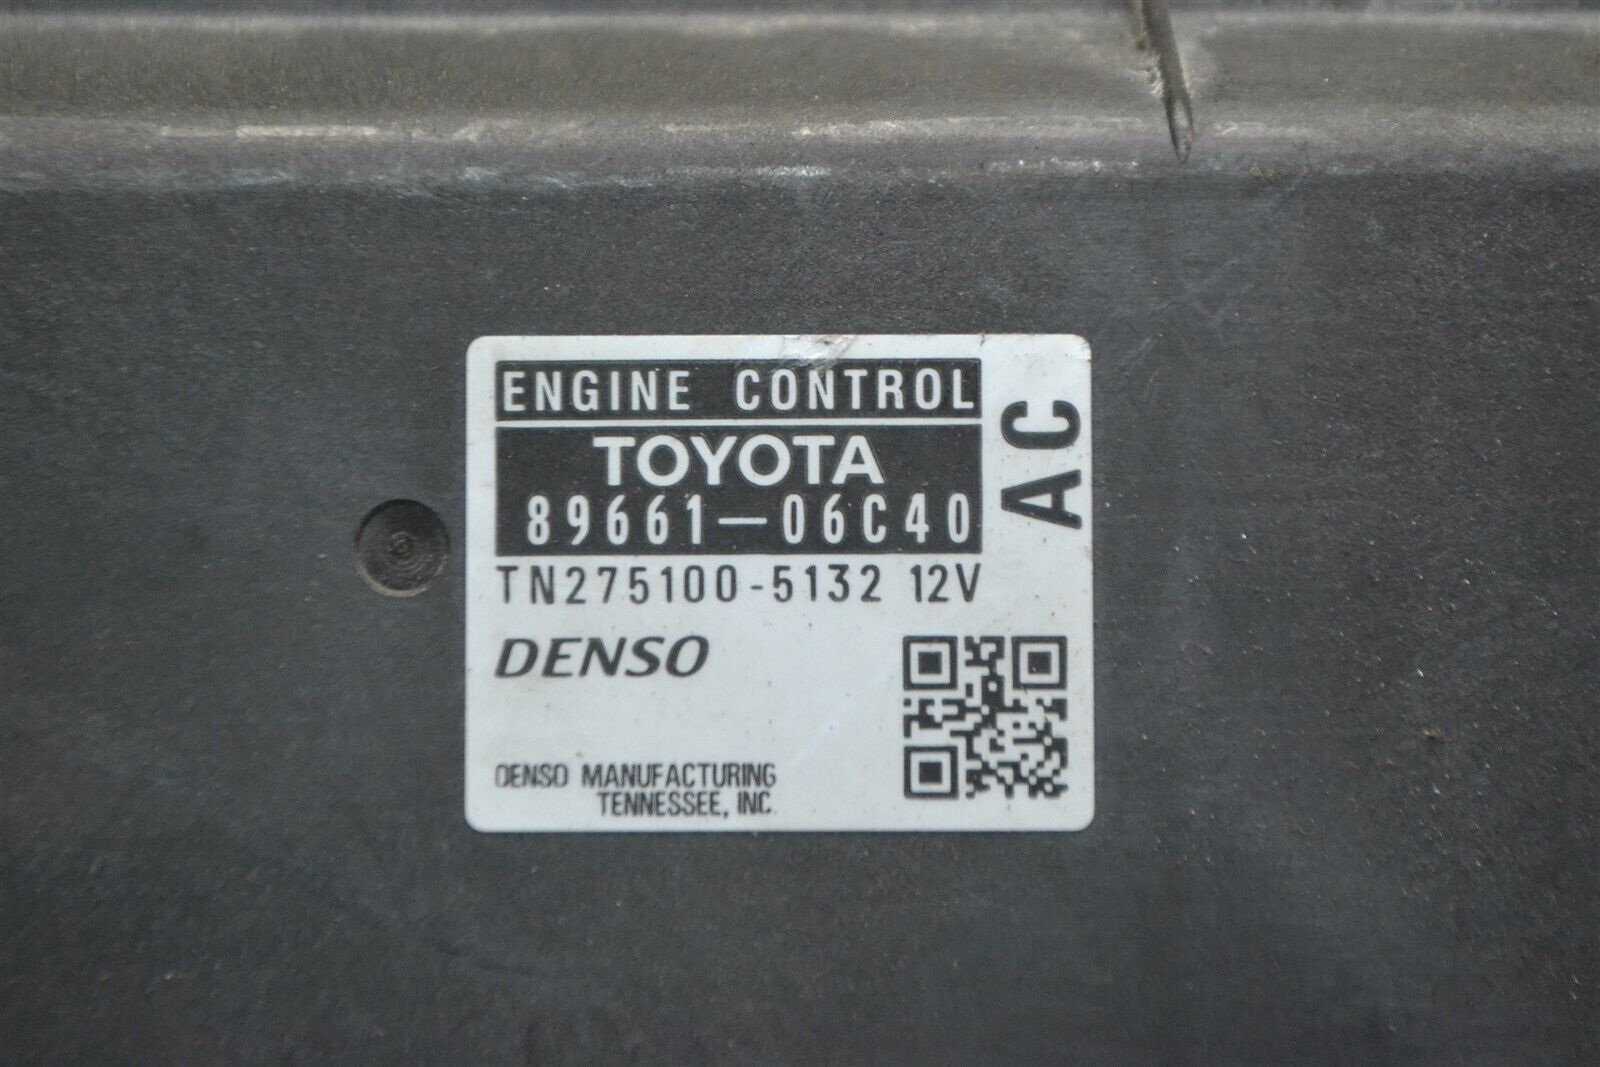 ENGINE CONTROL
TOYOTA
89661-06C40
AC
TN275100-5132 12V
DENSO
DENSO MANUFACTURING
TENNESSEE, INC.